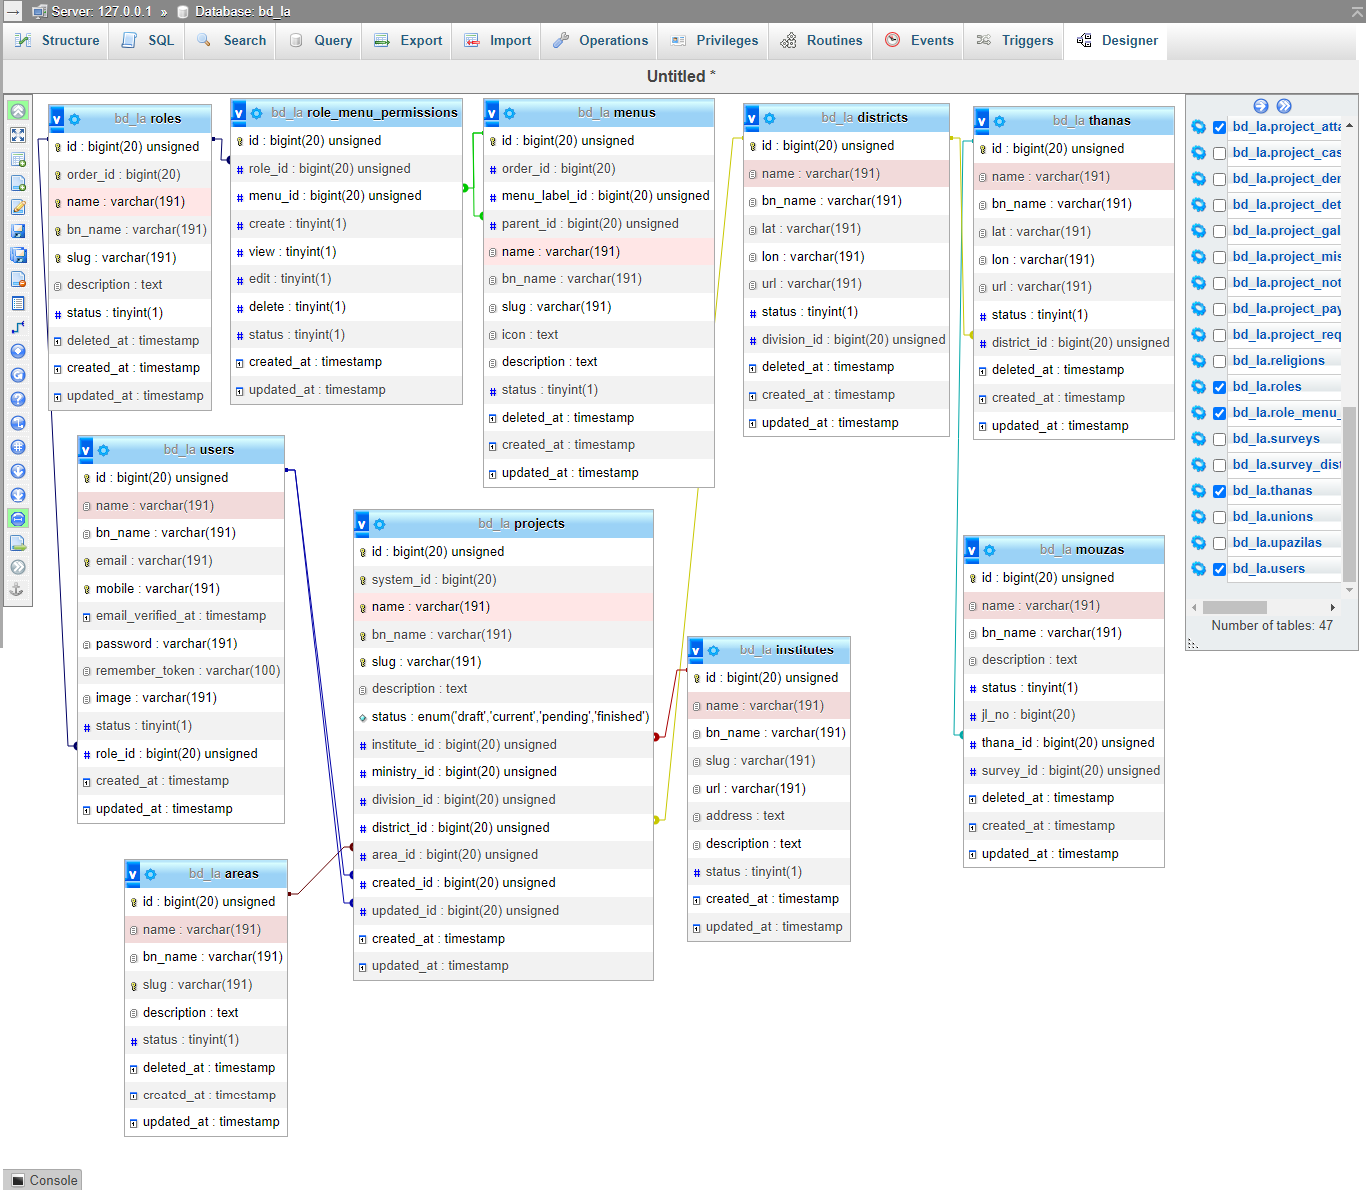 Server: 127.0.0.1 » Database: bd_la
Structure SQL Search Query Export Import Operations Privileges Routines Events Triggers Designer
Untitled *
bd_la roles
id : bigint(20) unsigned
order_id : bigint(20)
name : varchar(191)
bn_name : varchar(191)
slug : varchar(191)
description : text
status : tinyint(1)
deleted_at : timestamp
created_at : timestamp
updated_at : timestamp
bd_la role_menu_permissions
id : bigint(20) unsigned
role_id : bigint(20) unsigned
menu_id : bigint(20) unsigned
create : tinyint(1)
view : tinyint(1)
edit : tinyint(1)
delete : tinyint(1)
status : tinyint(1)
created_at : timestamp
updated_at : timestamp
bd_la menus
id : bigint(20) unsigned
order_id : bigint(20)
menu_label_id : bigint(20) unsigned
parent_id : bigint(20) unsigned
name : varchar(191)
bn_name : varchar(191)
slug : varchar(191)
icon : text
description : text
status : tinyint(1)
deleted_at : timestamp
created_at : timestamp
updated_at : timestamp
bd_la districts
id : bigint(20) unsigned
name : varchar(191)
bn_name : varchar(191)
lat : varchar(191)
lon : varchar(191)
url : varchar(191)
status : tinyint(1)
division_id : bigint(20) unsigned
deleted_at : timestamp
created_at : timestamp
updated_at : timestamp
bd_la thanas
id : bigint(20) unsigned
name : varchar(191)
bn_name : varchar(191)
lat : varchar(191)
lon : varchar(191)
url : varchar(191)
status : tinyint(1)
district_id : bigint(20) unsigned
deleted_at : timestamp
created_at : timestamp
updated_at : timestamp
bd_la.project_atta
bd_la.project_cas
bd_la.project_der
bd_la.project_det
bd_la.project_gal
bd_la.project_mis
bd_la.project_not
bd_la.project_pay
bd_la.project_req
bd_la.religions
bd_la.roles
bd_la.role_menu_
bd_la.surveys
bd_la.survey_dist
bd_la.thanas
bd_la.unions
bd_la.upazilas
bd_la.users
Number of tables: 47
bd_la users
id : bigint(20) unsigned
name : varchar(191)
bn_name : varchar(191)
email : varchar(191)
mobile : varchar(191)
email_verified_at : timestamp
password : varchar(191)
remember_token : varchar(100)
image : varchar(191)
status : tinyint(1)
role_id : bigint(20) unsigned
created_at : timestamp
updated_at : timestamp
bd_la projects
id : bigint(20) unsigned
system_id : bigint(20)
name : varchar(191)
bn_name : varchar(191)
slug : varchar(191)
description : text
status : enum('draft','current','pending','finished')
institute_id : bigint(20) unsigned
ministry_id : bigint(20) unsigned
division_id : bigint(20) unsigned
district_id : bigint(20) unsigned
area_id : bigint(20) unsigned
created_id : bigint(20) unsigned
updated_id : bigint(20) unsigned
created_at : timestamp
updated_at : timestamp
bd_la institutes
id : bigint(20) unsigned
name : varchar(191)
bn_name : varchar(191)
slug : varchar(191)
url : varchar(191)
address : text
description : text
status : tinyint(1)
created_at : timestamp
updated_at : timestamp
bd_la mouzas
id : bigint(20) unsigned
name : varchar(191)
bn_name : varchar(191)
description : text
status : tinyint(1)
jl_no : bigint(20)
thana_id : bigint(20) unsigned
survey_id : bigint(20) unsigned
deleted_at : timestamp
created_at : timestamp
updated_at : timestamp
bd_la areas
id : bigint(20) unsigned
name : varchar(191)
bn_name : varchar(191)
slug : varchar(191)
description : text
status : tinyint(1)
deleted_at : timestamp
created_at : timestamp
updated_at : timestamp
Console